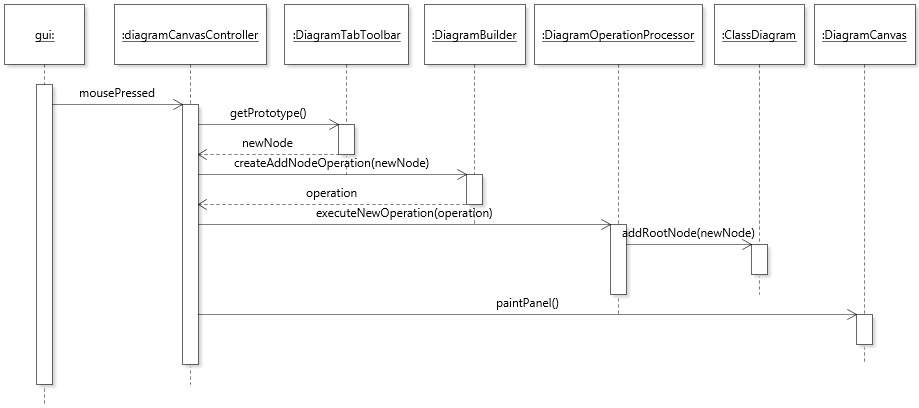 gui:
:diagramCanvasController
:DiagramTabToolbar
:DiagramBuilder
:DiagramOperationProcessor
:ClassDiagram
:DiagramCanvas
mousePressed
getPrototype()
newNode
createAddNodeOperation(newNode)
operation
executeNewOperation(operation)
addRootNode(newNode)
paintPanel()